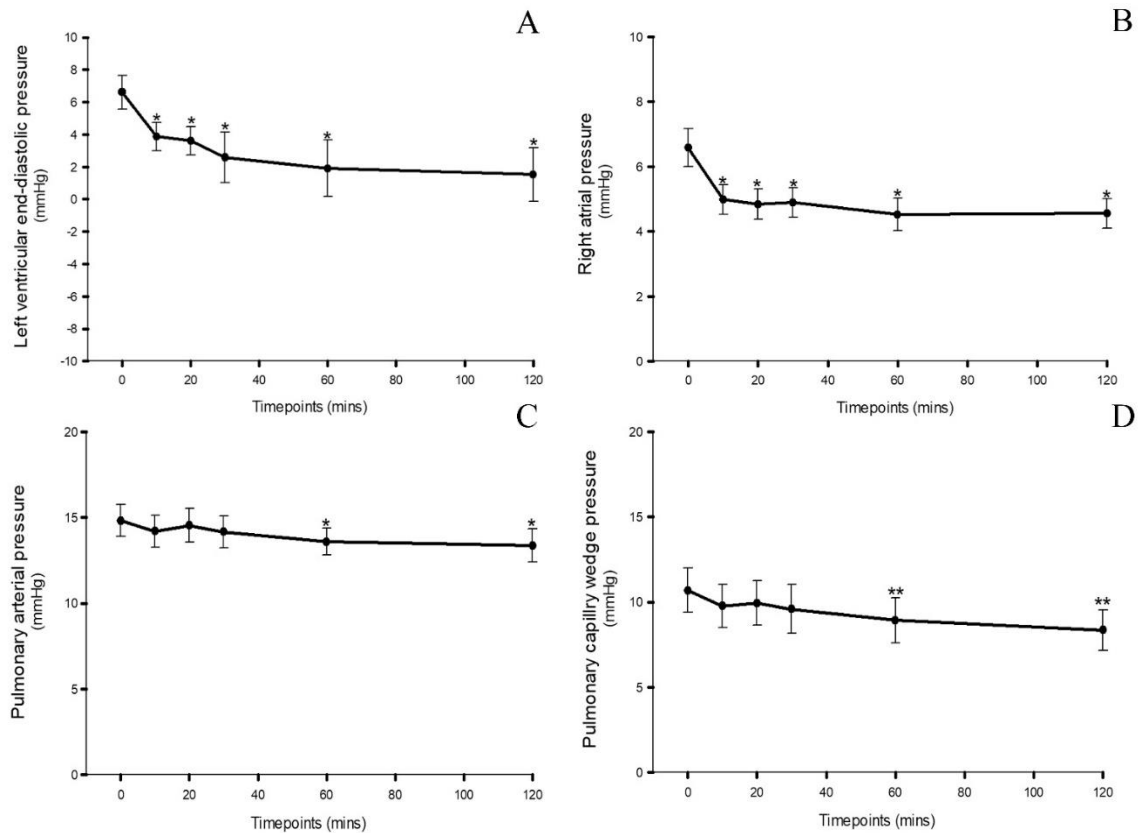 A
10
8
6
4
2
0
-2
-4
-6
-8
-10
Left ventricular end-diastolic pressure
(mmHg)
* * * * *
0 20 40 60 80 100 120
Timepoints (mins)
B
10
8
6
4
2
0
Right atrial pressure
(mmHg)
* * * * *
0 20 40 60 80 100 120
Timepoints (mins)
C
20
15
10
5
0
Pulmonary arterial pressure
(mmHg)
* *
0 20 40 60 80 100 120
Timepoints (mins)
D
20
15
10
5
0
Pulmonary capillry wedge pressure
(mmHg)
** **
0 20 40 60 80 100 120
Timepoints (mins)